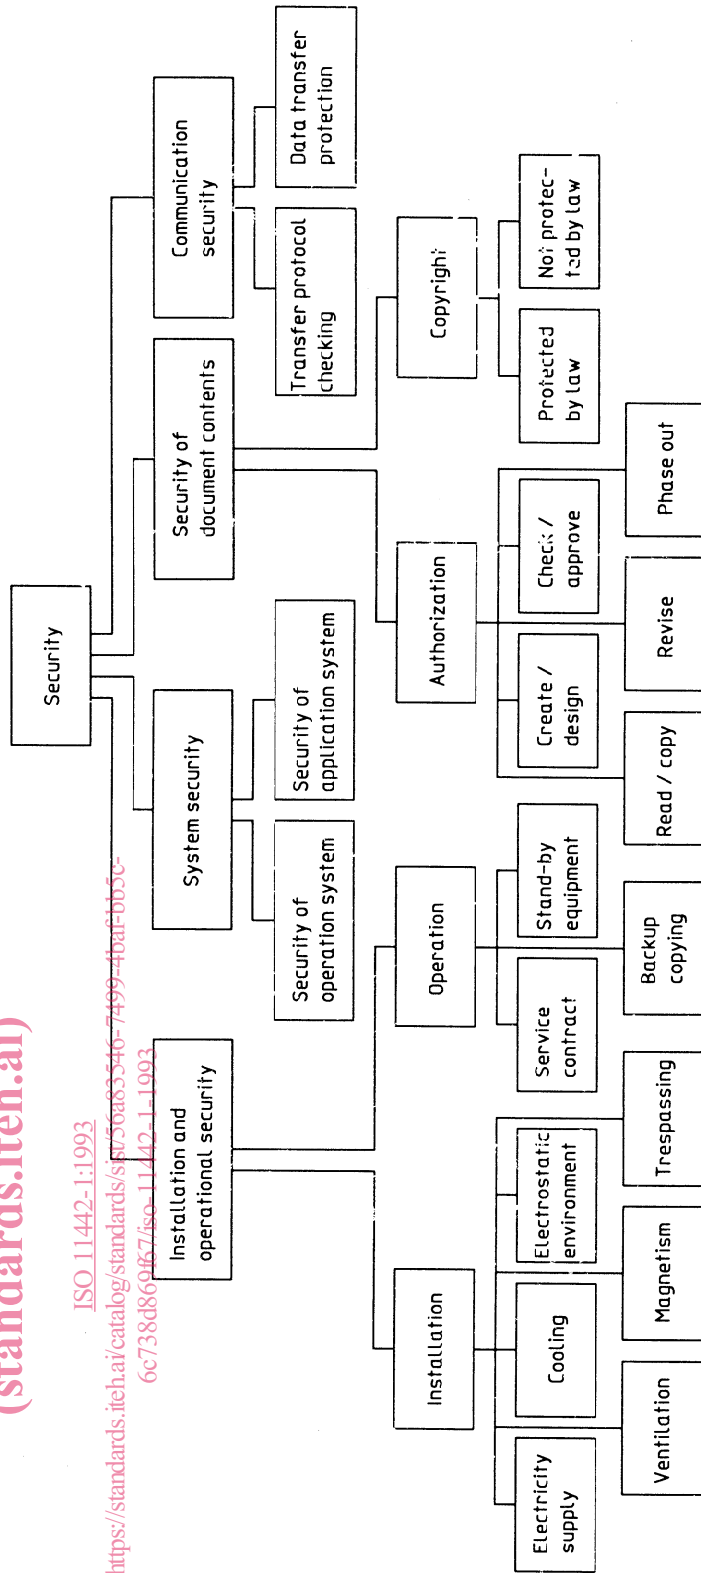 (standards.iteh.ai)
ISO 11442-1:1993
https://standards.iteh.ai/catalog/standards/sist/56a83546-7499-4baf-bb5c-
6c738d869f67/iso-11442-1-1993
Security
Installation and
operational security
System security
Security of
document contents
Communication
security
Security of
operation system
Security of
application system
Transfer protocol
checking
Data transfer
protection
Installation
Operation
Authorization
Copyright
Electricity
supply
Cooling
Electrostatic
environment
Service
contract
Stand-by
equipment
Create /
design
Check /
approve
Protected
by law
Not protec-
ted by law
Ventilation
Magnetism
Trespassing
Backup
copying
Read / copy
Revise
Phase out